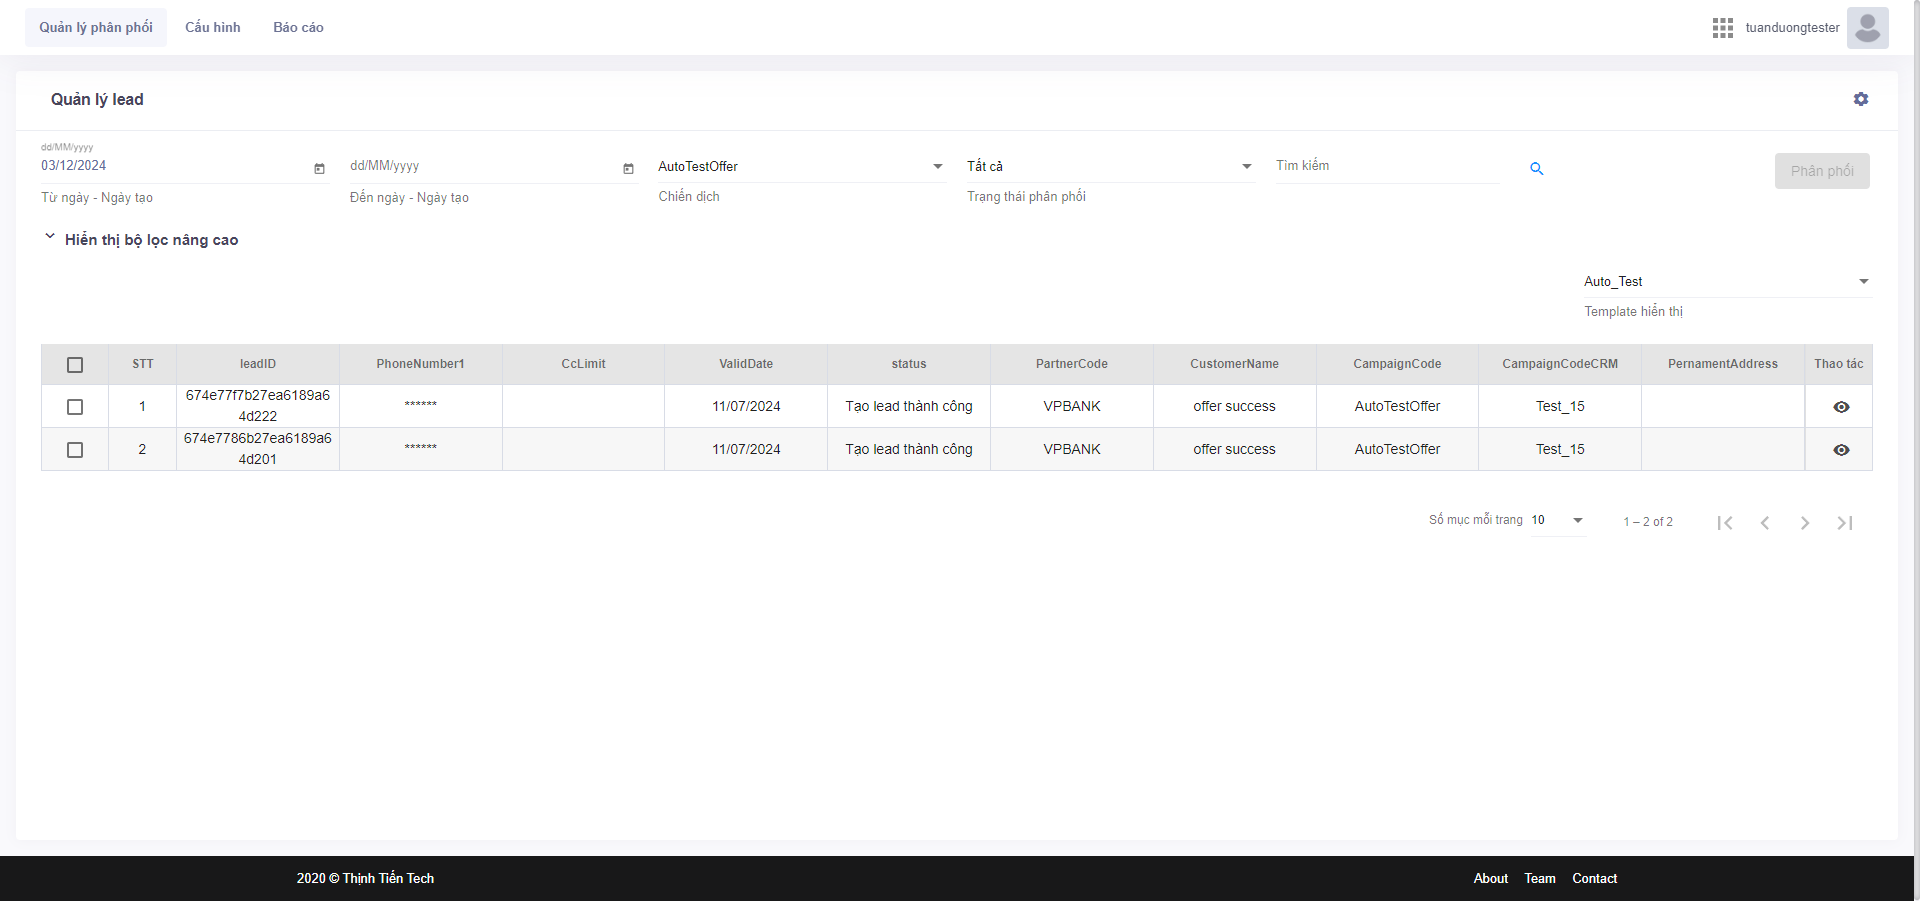 Quản lý phân phối Cấu hình Báo cáo tuanduongtester
Quản lý lead
dd/MM/yyyy
03/12/2024 dd/MM/yyyy AutoTestOffer Tất cả Tìm kiếm Phân phối
Từ ngày - Ngày tạo Đến ngày - Ngày tạo Chiến dịch Trạng thái phân phối
Hiển thị bộ lọc nâng cao
Auto_Test
Template hiển thị
STT leadID PhoneNumber1 CcLimit ValidDate status PartnerCode CustomerName CampaignCode CampaignCodeCRM PernamentAddress Thao tác
1 674e77f7b27ea6189a6 ****** 11/07/2024 Tạo lead thành công VPBANK offer success AutoTestOffer Test_15
4d222
2 674e7786b27ea6189a6 ****** 11/07/2024 Tạo lead thành công VPBANK offer success AutoTestOffer Test_15
4d201
Số mục mỗi trang 10 1 – 2 of 2
2020 © Thịnh Tiến Tech About Team Contact